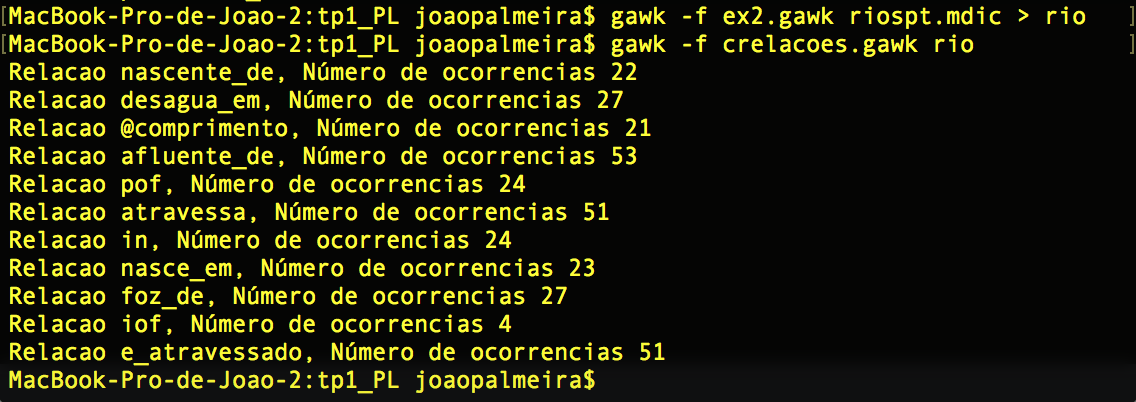 [MacBook-Pro-de-Joao-2:tp1_PL joaopalmeira$ gawk -f ex2.gawk riospt.mdic > rio ]
[MacBook-Pro-de-Joao-2:tp1_PL joaopalmeira$ gawk -f crelacoes.gawk rio ]
Relacao nascente_de, Número de ocorrencias 22
Relacao desagua_em, Número de ocorrencias 27
Relacao @comprimento, Número de ocorrencias 21
Relacao afluente_de, Número de ocorrencias 53
Relacao pof, Número de ocorrencias 24
Relacao atravessa, Número de ocorrencias 51
Relacao in, Número de ocorrencias 24
Relacao nasce_em, Número de ocorrencias 23
Relacao foz_de, Número de ocorrencias 27
Relacao iof, Número de ocorrencias 4
Relacao e_atravessado, Número de ocorrencias 51
MacBook-Pro-de-Joao-2:tp1_PL joaopalmeira$